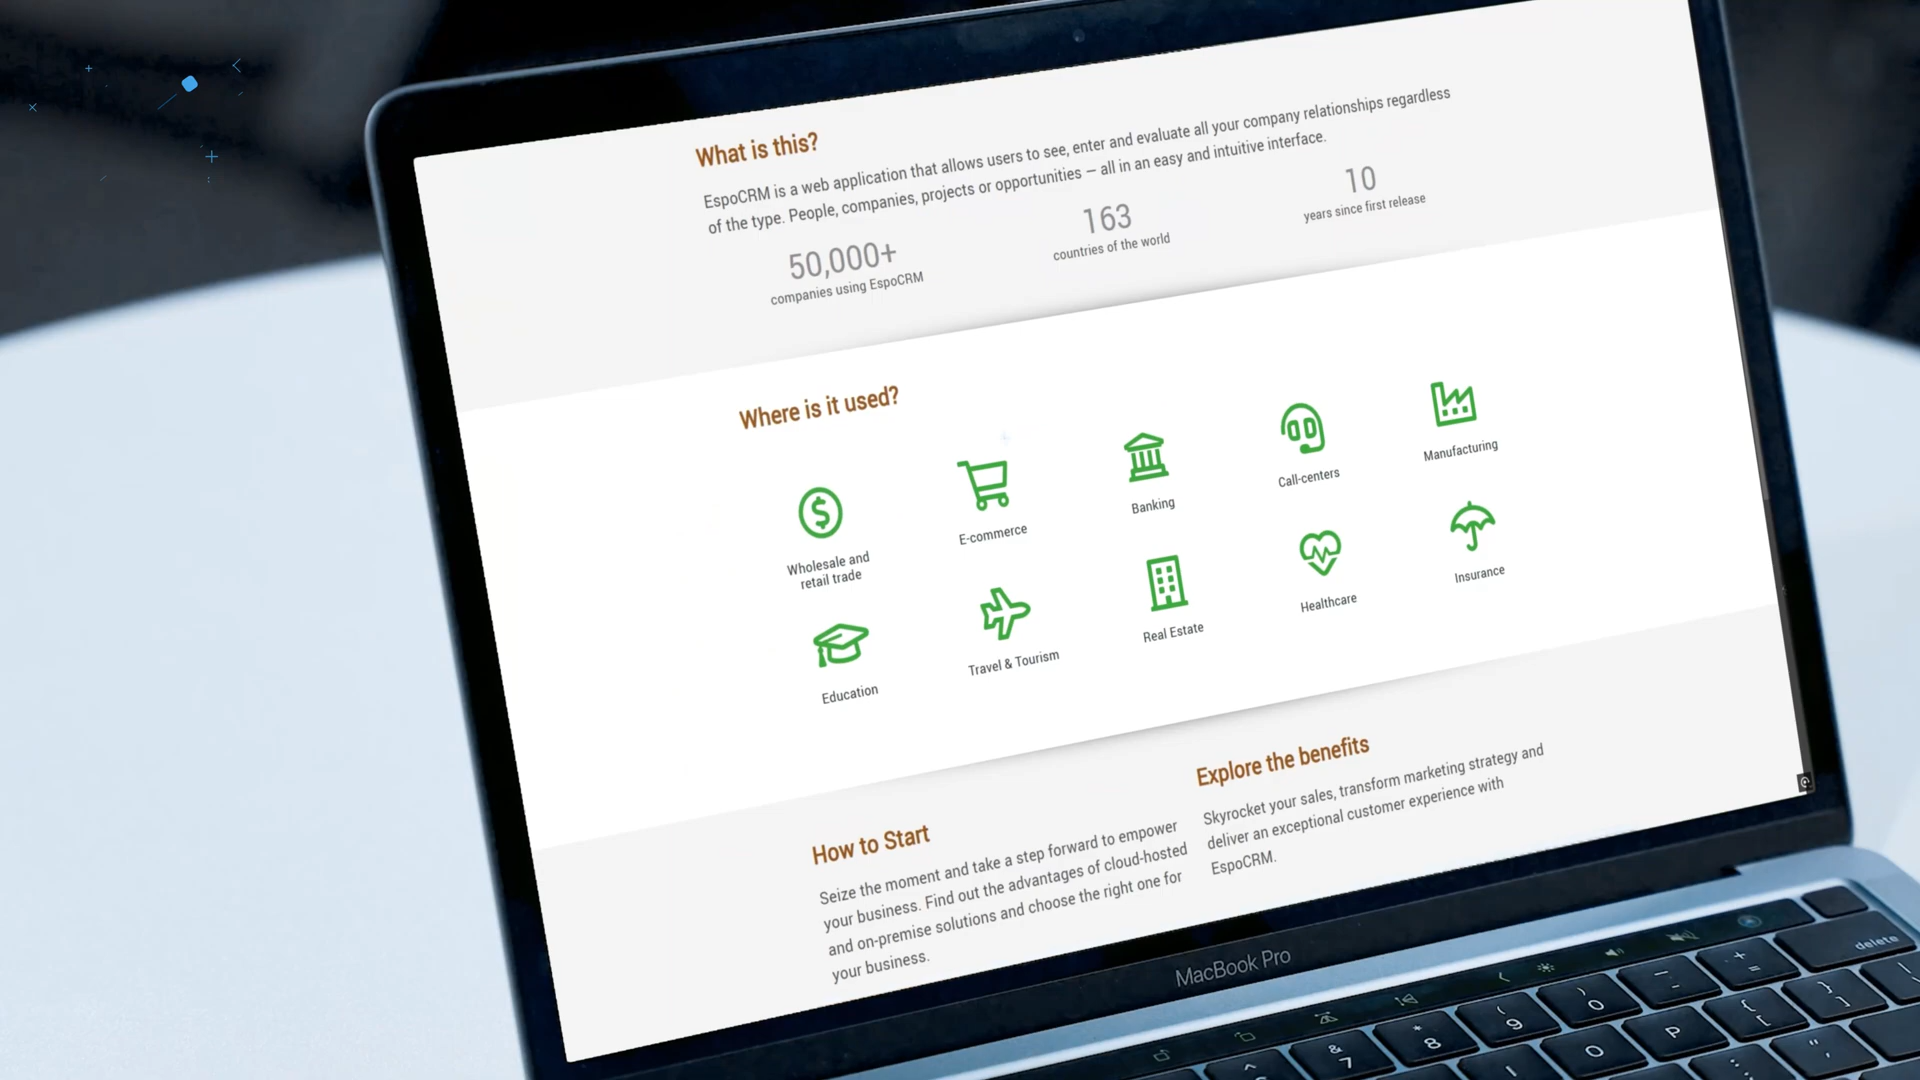 What is this?
EspoCRM is a web application that allows users to see, enter and evaluate all your company relationships regardless
of the type. People, companies, projects or opportunities — all in an easy and intuitive interface.
50,000+
companies using EspoCRM
163
countries of the world
10
years since first release
Where is it used?
Wholesale and
retail trade
E-commerce
Banking
Call-centers
Manufacturing
Education
Travel & Tourism
Real Estate
Healthcare
Insurance
How to Start
Seize the moment and take a step forward to empower
your business. Find out the advantages of cloud-hosted
and on-premise solutions and choose the right one for
your business.
Explore the benefits
Skyrocket your sales, transform marketing strategy and
deliver an exceptional customer experience with
EspoCRM.
MacBook Pro
delete
^ & 7 * 8 ( 9 ) 0 _ - + =
I O P { [ } ]
: ; " '